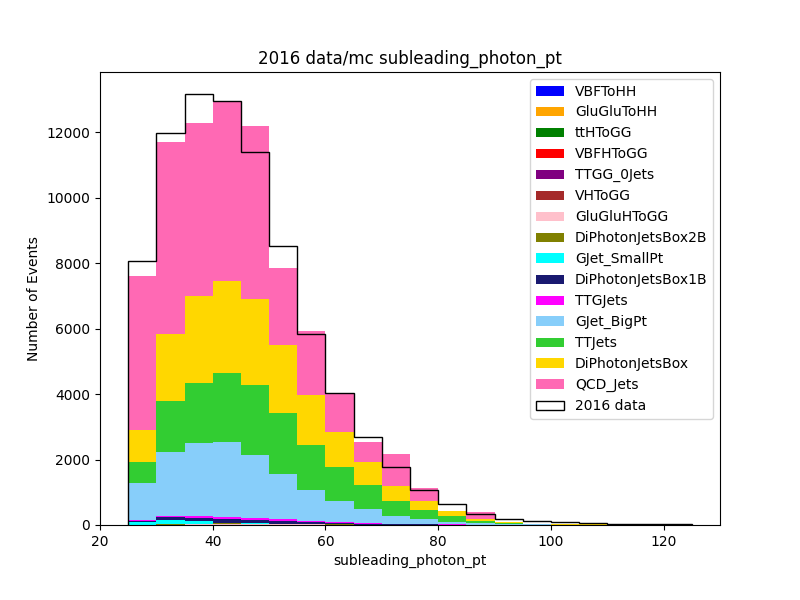 2016 data/mc subleading_photon_pt
Number of Events
12000
10000
8000
6000
4000
2000
0
20
40
60
80
100
120
subleading_photon_pt
VBFToHH
GluGluToHH
ttHToGG
VBFHToGG
TTGG_0Jets
VHToGG
GluGluHToGG
DiPhotonJetsBox2B
GJet_SmallPt
DiPhotonJetsBox1B
TTGJets
GJet_BigPt
TTJets
DiPhotonJetsBox
QCD_Jets
2016 data